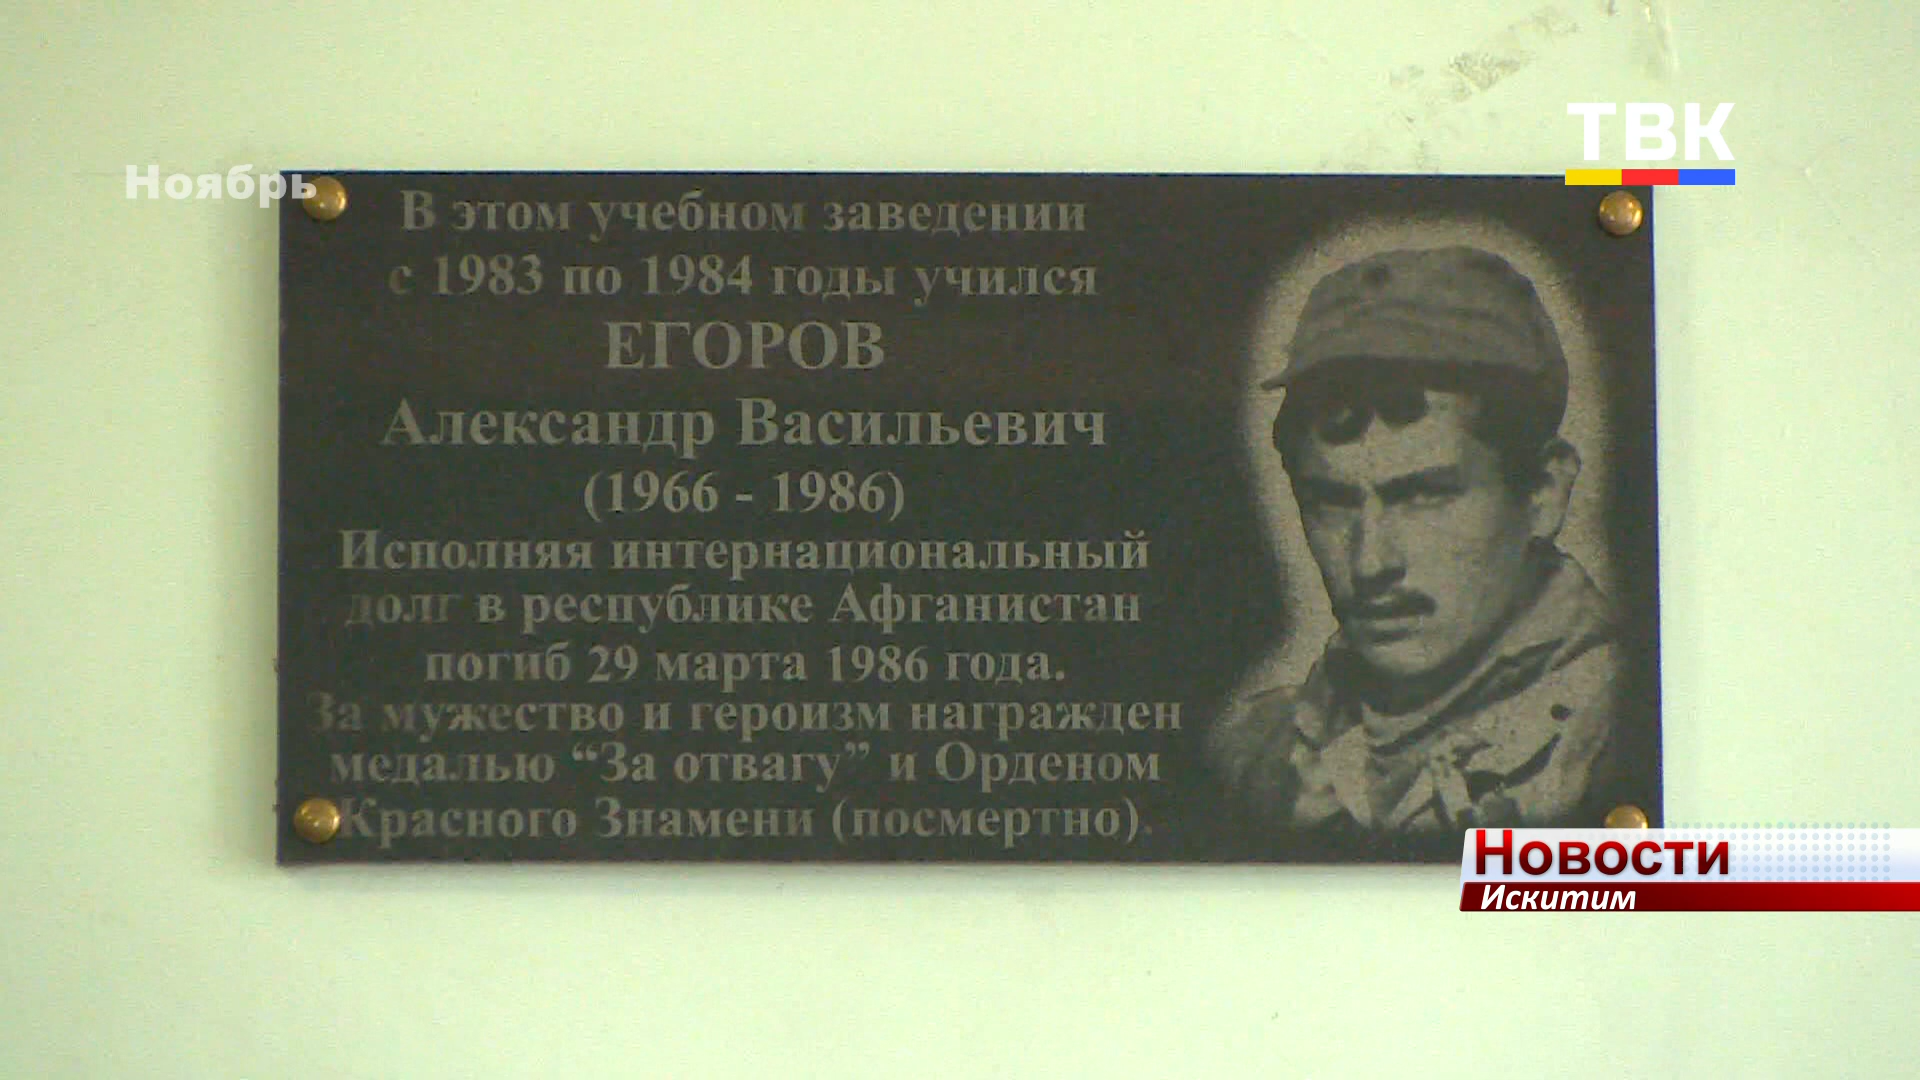 ТВК
Ноябрь
В этом учебном заведении
с 1983 по 1984 годы учился
ЕГОРОВ
Александр Васильевич
(1966 - 1986)
Исполняя интернациональный
долг в республике Афганистан
погиб 29 марта 1986 года.
За мужество и героизм награжден
медалью “За отвагу” и Орденом
Красного Знамени (посмертно).
Новости
Искитим